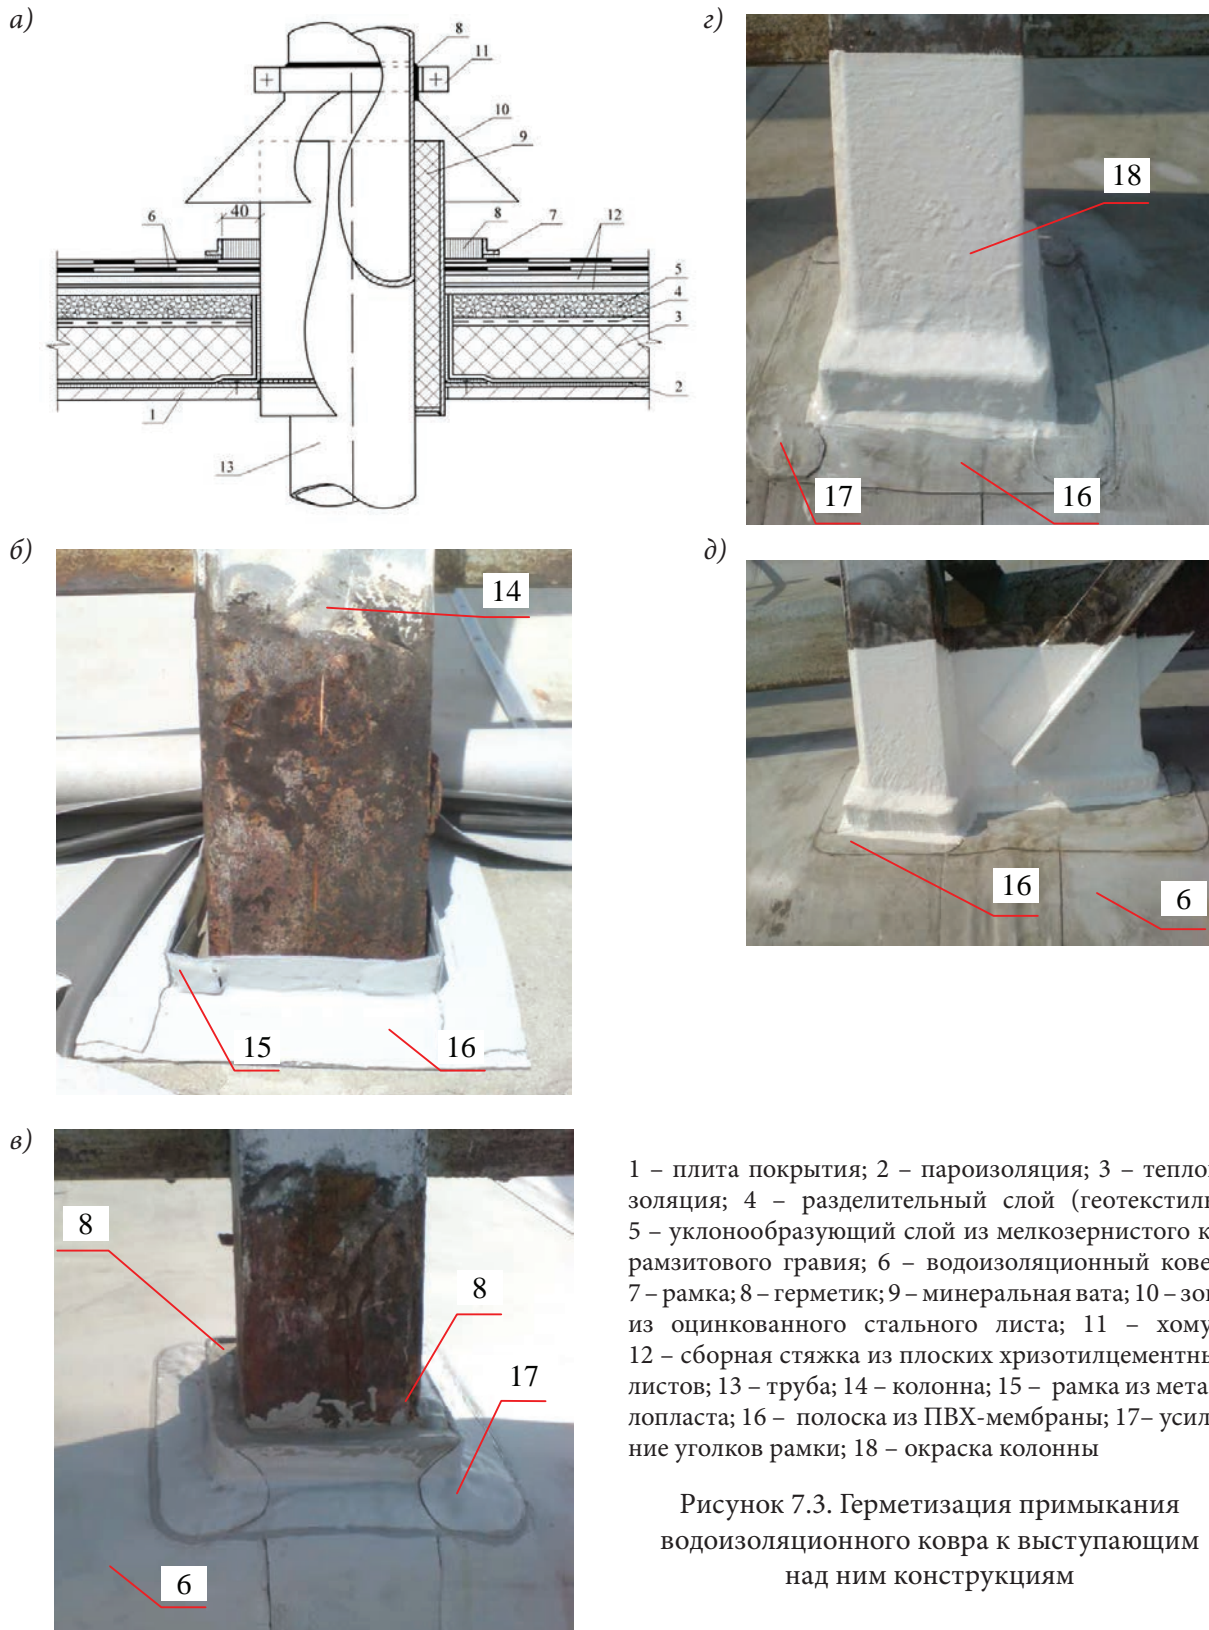 а)
8
11
10
9
40
6
8
7
12
5
4
3
2
1
13
г)
18
17
16
б)
14
15
16
д)
16
6
в)
8
8
17
6
1 – плита покрытия; 2 – пароизоляция; 3 – тепло
золяция; 4 – разделительный слой (геотекстиль
5 – уклонообразующий слой из мелкозернистого к
рамзитового гравия; 6 – водоизоляционный кове
7 – рамка; 8 – герметик; 9 – минеральная вата; 10 – зон
из оцинкованного стального листа; 11 – хому
12 – сборная стяжка из плоских хризотилцементны
листов; 13 – труба; 14 – колонна; 15 – рамка из мета
лопласта; 16 – полоска из ПВХ-мембраны; 17– усил
ние уголков рамки; 18 – окраска колонны
Рисунок 7.3. Герметизация примыкания
водоизоляционного ковра к выступающим
над ним конструкциям